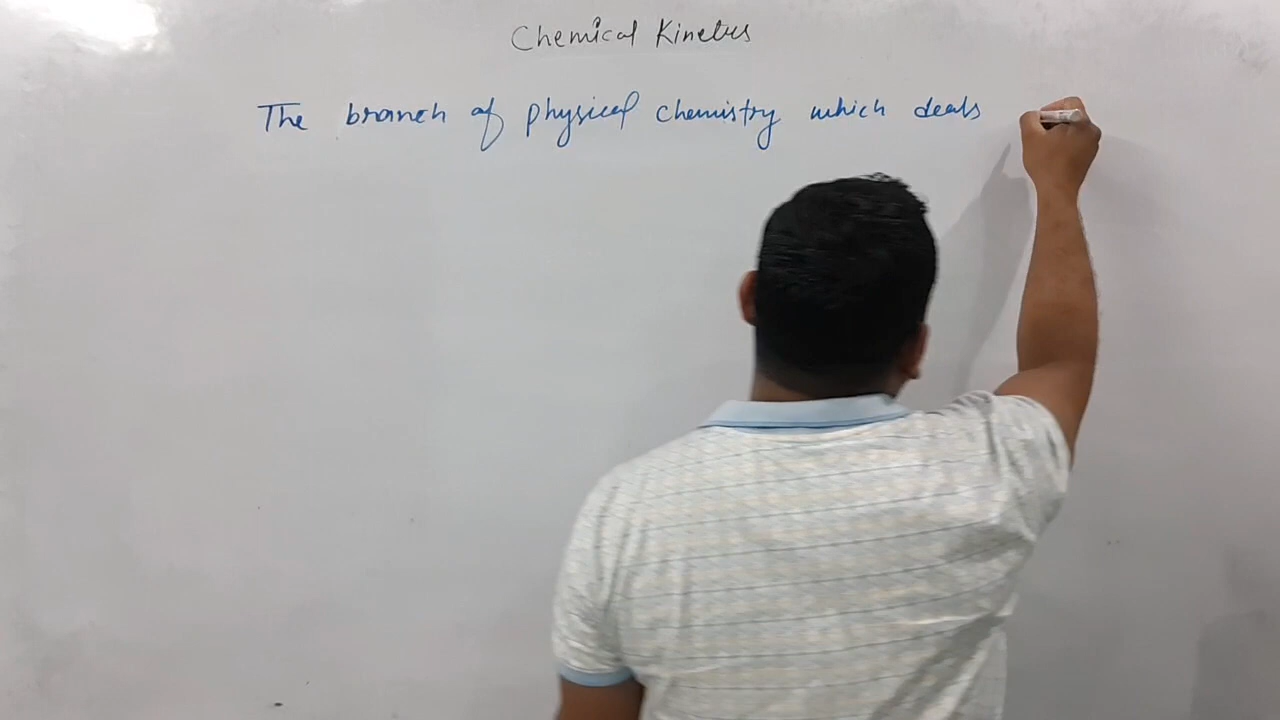 Chemical Kinetics
The branch of physical chemistry which deals